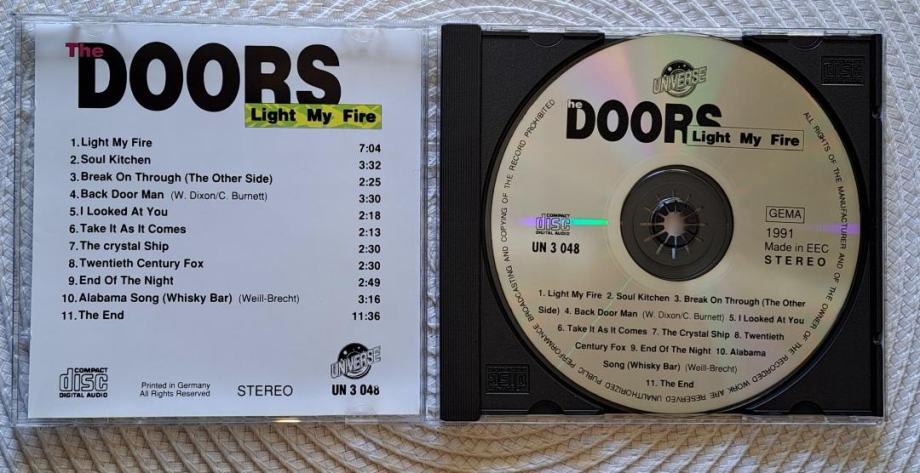 The
DOORS
Light My Fire
1. Light My Fire 7:04
2. Soul Kitchen 3:32
3. Break On Through (The Other Side) 2:25
4. Back Door Man (W. Dixon/C. Burnett) 3:30
5. I Looked At You 2:18
6. Take It As It Comes 2:13
7. The crystal Ship 2:30
8. Twentieth Century Fox 2:30
9. End Of The Night 2:49
10. Alabama Song (Whisky Bar) (Weill-Brecht) 3:16
11. The End 11:36
COMPACT
disc
DIGITAL AUDIO
Printed in Germany
All Rights Reserved
STEREO
UNIVERSE
UN 3 048
UNIVERSE
The
DOORS
Light My Fire
ALL RIGHTS OF THE MANUFACTURER AND OF THE OWNER OF THE RECORDED WORK ARE RESERVED UNAUTHORIZED PUBLIC PERFORMANCE BROADCASTING AND COPYING OF THE RECORD PROHIBITED
COMPACT
disc
DIGITAL AUDIO
UN 3 048
GEMA
1991
Made in EEC
STEREO
1. Light My Fire 2. Soul Kitchen 3. Break On Through (The Other
Side) 4. Back Door Man (W. Dixon/C. Burnett) 5. I Looked At You
6. Take It As It Comes 7. The Crystal Ship 8. Twentieth
Century Fox 9. End Of The Night 10. Alabama
Song (Whisky Bar) (Weill-Brecht)
11. The End